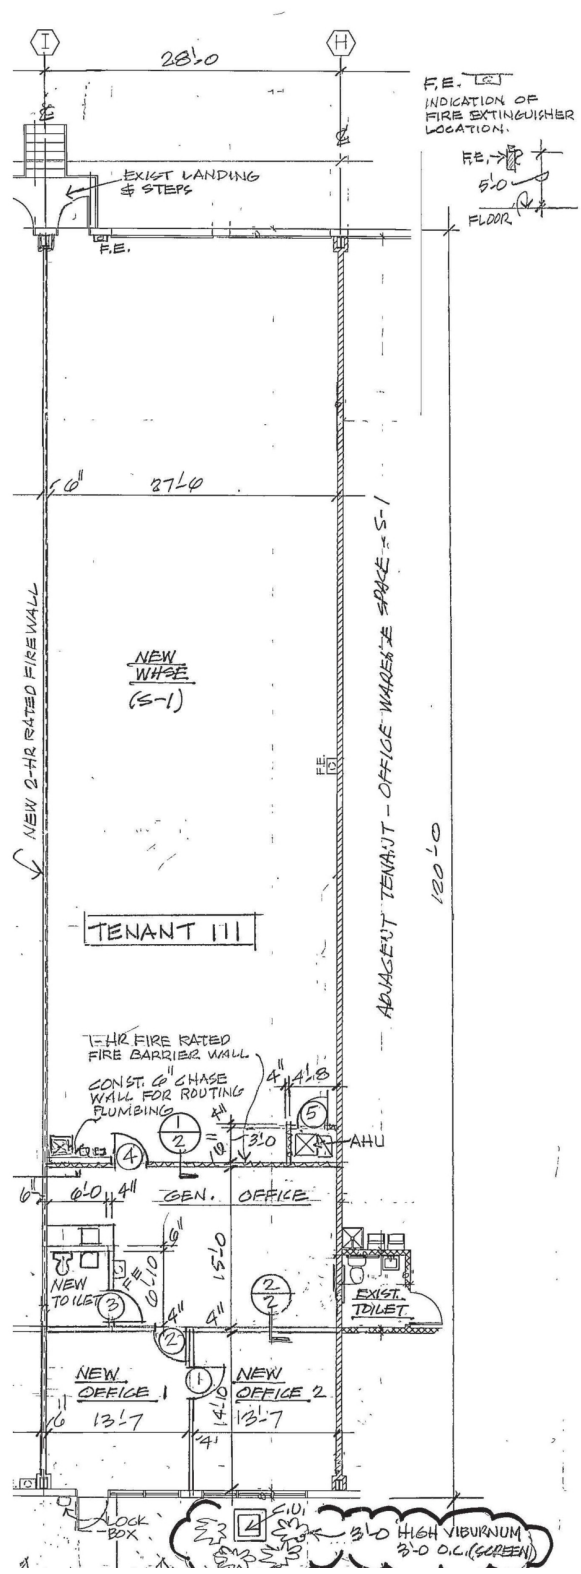 I
H
28'-0
F.E.
INDICATION OF
FIRE EXTINGUISHER
LOCATION.
F.E.
5'-0
FLOOR
EXIST LANDING
& STEPS
F.E.
6"
27'-6
NEW 2-HR RATED FIREWALL
NEW
WHSE
(S-1)
F.E.
ADJACENT TENANT - OFFICE WAREHSE SPACE - S-1
120'-0
TENANT 111
1-HR FIRE RATED
FIRE BARRIER WALL
CONST. 6" CHASE
WALL FOR ROUTING
PLUMBING
4"
4'-8
1
2
4"
3'-0
5
AHU
4
6"
6'-0
4"
GEN. OFFICE
6"
15'-0
6'-10
F.E.
NEW
TOILET
3
2
2
EXIST.
TOILET
4"
4"
2
NEW
OFFICE 1
1
NEW
OFFICE 2
14'-10
6"
13'-7
13'-7
4"
LOCK
BOX
C.U.
3'-0 HIGH VIBURNUM
3'-0 O.C. (SCREEN)